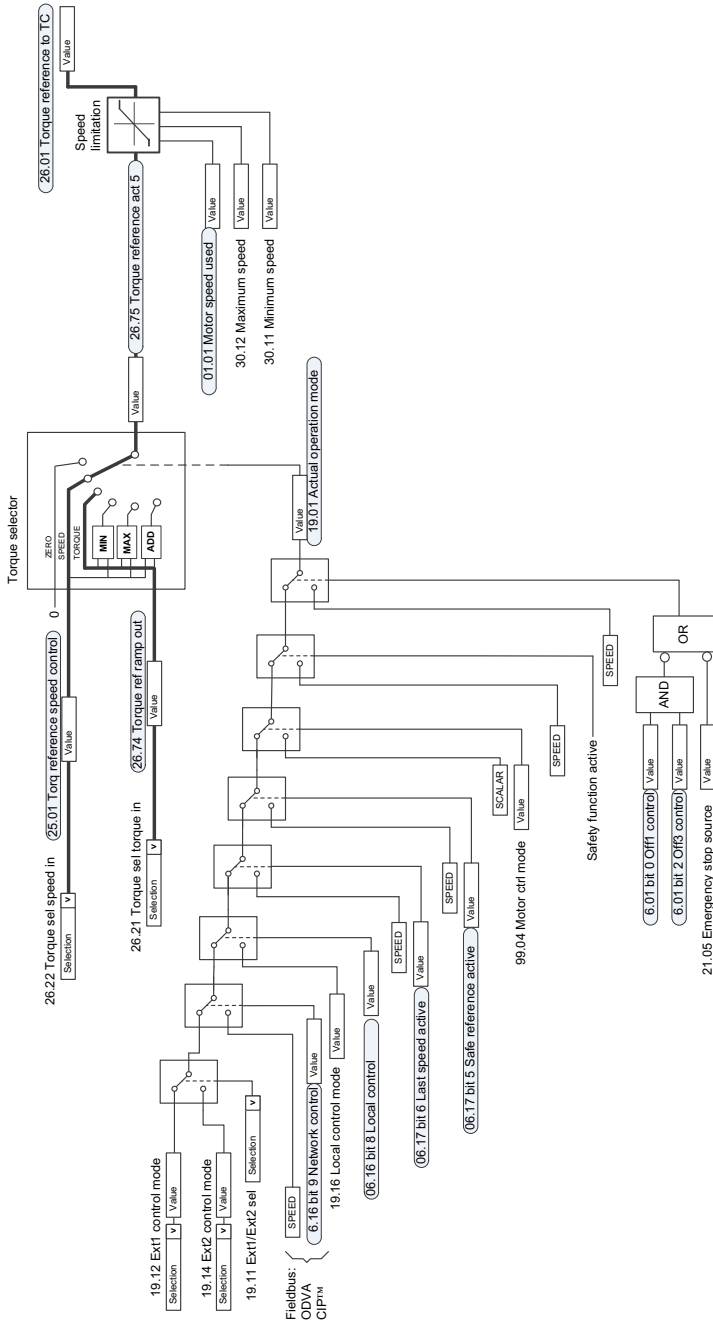 Torque selector
26.22 Torque sel speed in
Selection v
25.01 Torq reference speed control
Value
0
ZERO
SPEED
TORQUE
MIN
MAX
ADD
26.21 Torque sel torque in
Selection v
26.74 Torque ref ramp out
Value
Value
26.75 Torque reference act 5
Speed
limitation
26.01 Torque reference to TC
Value
01.01 Motor speed used
Value
30.12 Maximum speed
Value
30.11 Minimum speed
Value
19.12 Ext1 control mode
Selection v Value
19.14 Ext2 control mode
Selection v Value
19.11 Ext1/Ext2 sel
Selection v
Fieldbus:
ODVA
CIP™
SPEED
6.16 bit 9 Network control
Value
19.16 Local control mode
Value
06.16 bit 8 Local control
Value
SPEED
06.17 bit 6 Last speed active
Value
SPEED
06.17 bit 5 Safe reference active
Value
SCALAR
99.04 Motor ctrl mode
Value
SPEED
Safety function active
SPEED
6.01 bit 0 Off1 control
Value
6.01 bit 2 Off3 control
Value
AND
OR
21.05 Emergency stop source
Value
Value
19.01 Actual operation mode